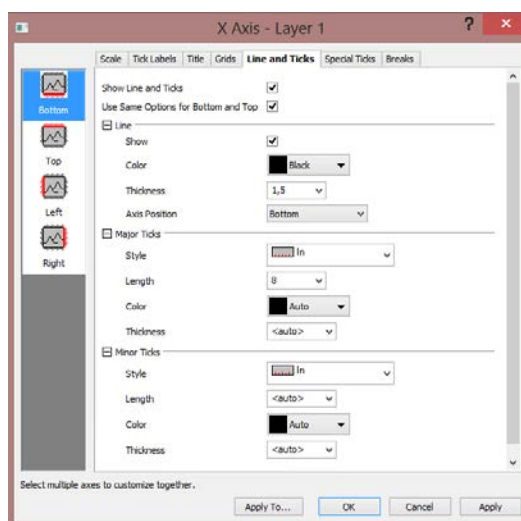 X Axis - Layer 1
?
Scale Tick Labels Title Grids Line and Ticks Special Ticks Breaks
Bottom
Top
Left
Right
Show Line and Ticks
Use Same Options for Bottom and Top
Line
Show
Color Black
Thickness 1,5
Axis Position Bottom
Major Ticks
Style In
Length 8
Color Auto
Thickness <auto>
Minor Ticks
Style In
Length <auto>
Color Auto
Thickness <auto>
Select multiple axes to customize together.
Apply To... OK Cancel Apply